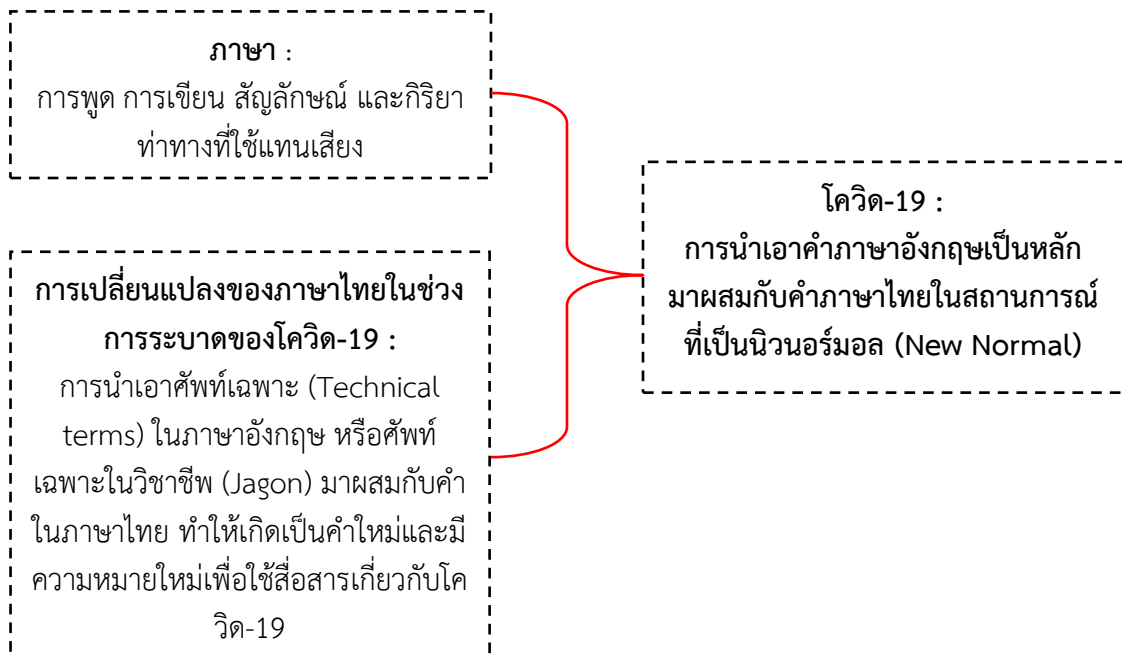 ภาษา :
การพูด การเขียน สัญลักษณ์ และกิริยา
ท่าทางที่ใช้แทนเสียง
การเปลี่ยนแปลงของภาษาไทยในช่วง
การระบาดของโควิด-19 :
การนำเอาศัพท์เฉพาะ (Technical
terms) ในภาษาอังกฤษ หรือศัพท์
เฉพาะในวิชาชีพ (Jagon) มาผสมกับคำ
ในภาษาไทย ทำให้เกิดเป็นคำใหม่และมี
ความหมายใหม่เพื่อใช้สื่อสารเกี่ยวกับโค
วิด-19
โควิด-19 :
การนำเอาคำภาษาอังกฤษเป็นหลัก
มาผสมกับคำภาษาไทยในสถานการณ์
ที่เป็นนิวนอร์มอล (New Normal)